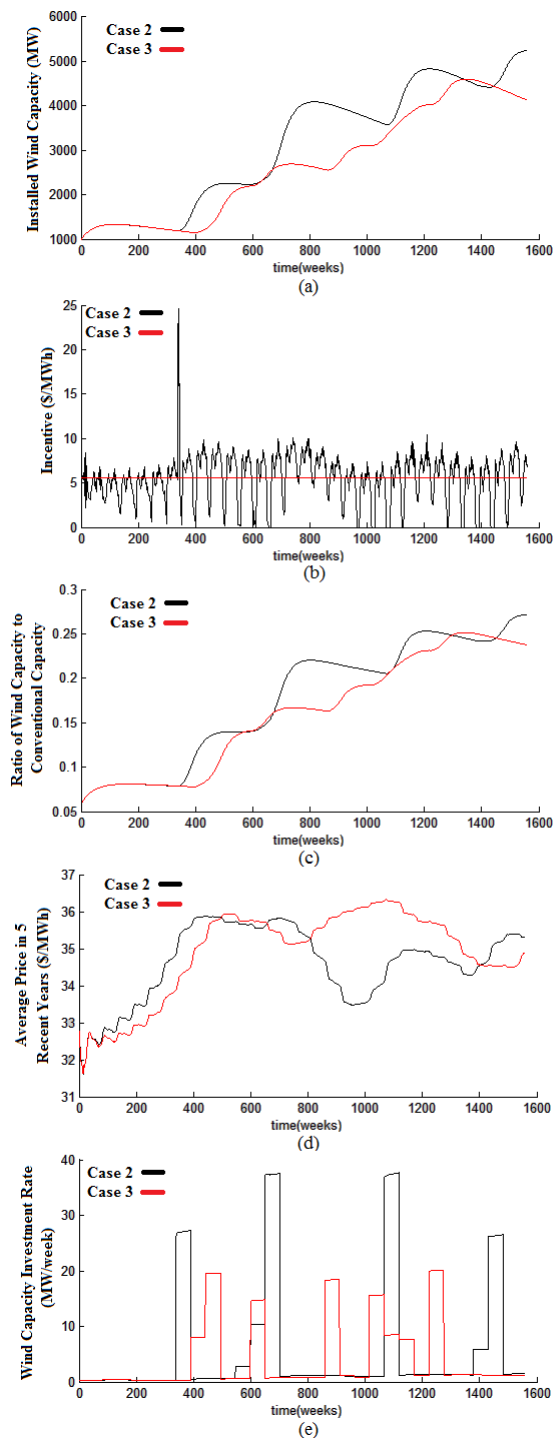 Installed Wind Capacity (MW)
6000
5000
4000
3000
2000
1000
Case 2
Case 3
0 200 400 600 800 1000 1200 1400 1600
time(weeks)
(a)
Incentive ($/MWh)
25
20
15
10
5
0
Case 2
Case 3
0 200 400 600 800 1000 1200 1400 1600
time(weeks)
(b)
Ratio of Wind Capacity to
Conventional Capacity
0.3
0.25
0.2
0.15
0.1
0.05
Case 2
Case 3
0 200 400 600 800 1000 1200 1400 1600
time(weeks)
(c)
Average Price in 5
Recent Years ($/MWh)
37
36
35
34
33
32
31
Case 2
Case 3
0 200 400 600 800 1000 1200 1400 1600
time(weeks)
(d)
Wind Capacity Investment Rate
(MW/week)
40
30
20
10
0
Case 2
Case 3
0 200 400 600 800 1000 1200 1400 1600
time(weeks)
(e)